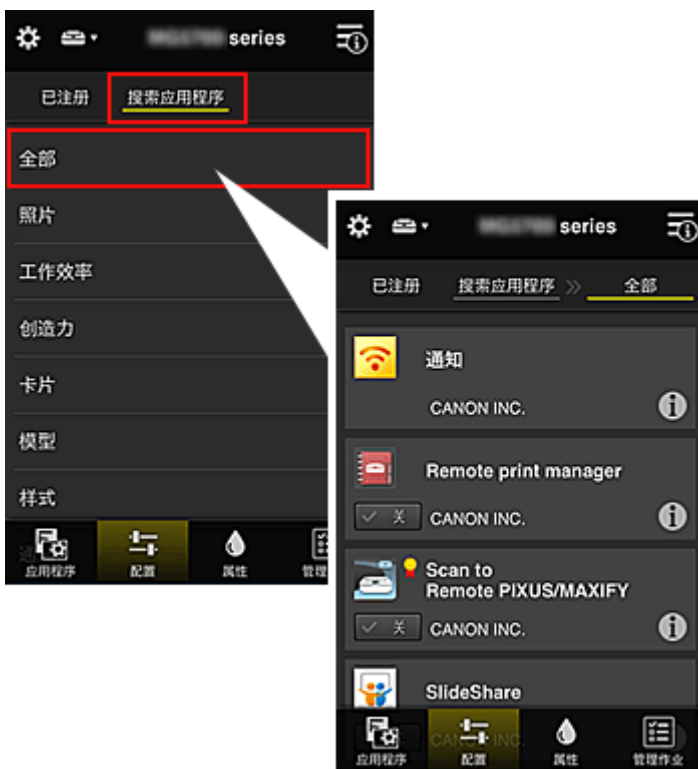 series
已注册 搜索应用程序
全部
照片
工作效率
创造力
卡片
模型
样式
应用程序 配置 属性
series
已注册 搜索应用程序 >> 全部
通知
CANON INC.
Remote print manager
关 CANON INC.
Scan to
Remote PIXUS/MAXIFY
关 CANON INC.
SlideShare
CANON INC.
应用程序 配置 属性 管理作业